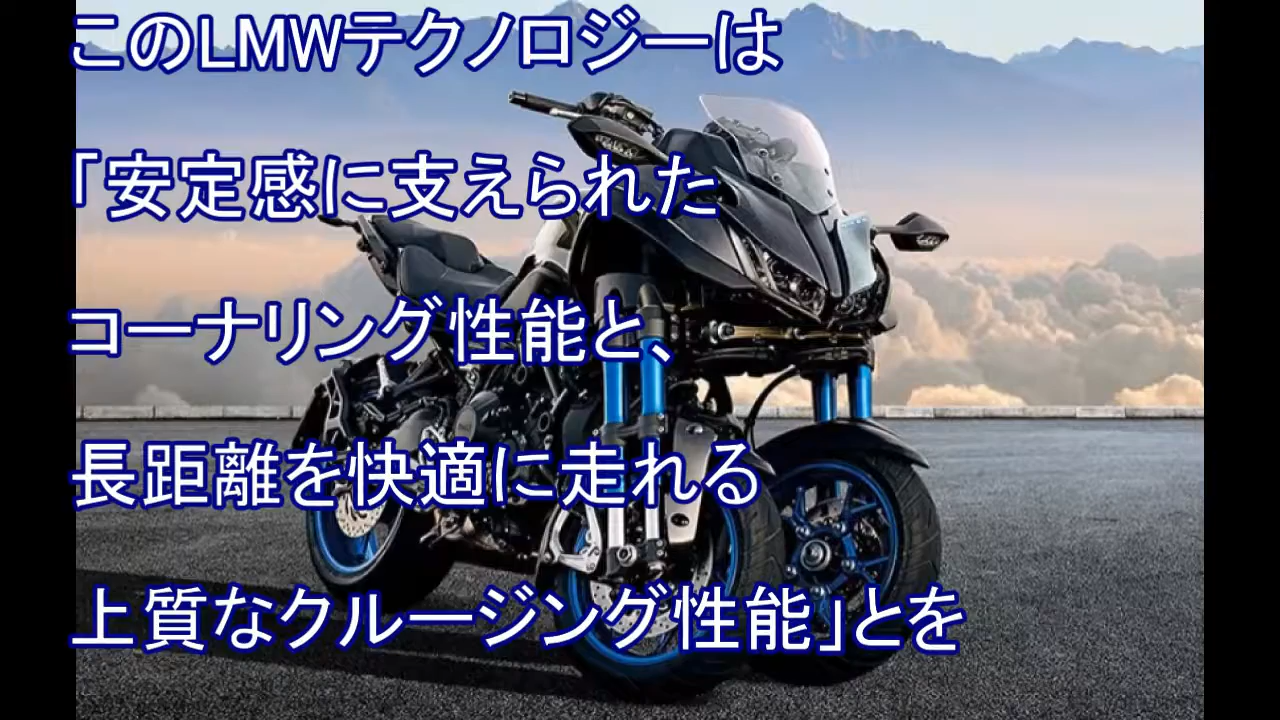 このLMWテクノロジーは
「安定感に支えられた
コーナリング性能と、
長距離を快適に走れる
上質なクルージング性能」とを